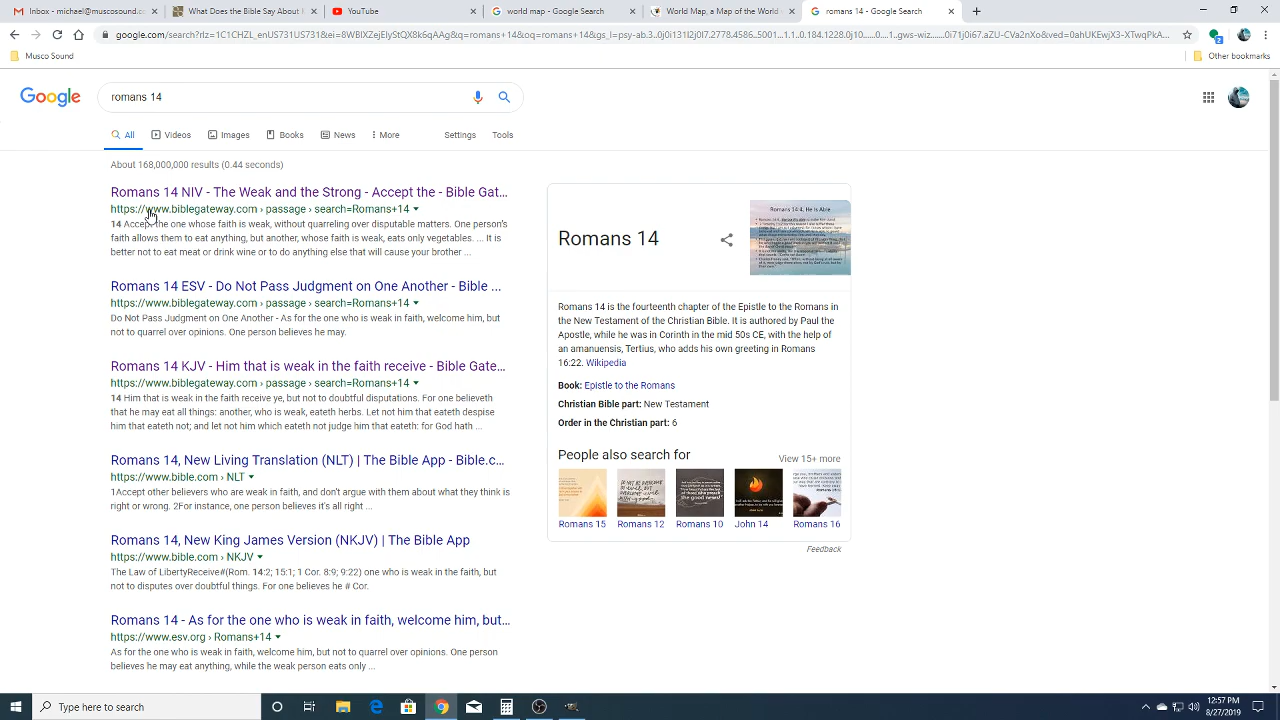 Inbox - michael@muscosound.co
What Does the Bible Say About
YouTube
world map - Google Search
World Map, a Map of the World
romans 14 - Google Search
Musco Sound
Other bookmarks
Google
romans 14
All
Videos
Images
Books
News
More
Settings
Tools
About 168,000,000 results (0.44 seconds)
Romans 14 NIV - The Weak and the Strong - Accept the - Bible Gat...
https://www.biblegateway.com › passage › search=Romans+14
14 Accept the one whose faith is weak, without quarreling over disputable matters. One person's
faith allows them to eat anything, but another, whose faith is weak, eats only vegetables. ... It is
to eat meat or drink wine or to do anything else that will cause your brother ...
Romans 14 ESV - Do Not Pass Judgment on One Another - Bible ...
https://www.biblegateway.com › passage › search=Romans+14
Do Not Pass Judgment on One Another - As for the one who is weak in faith, welcome him, but
not to quarrel over opinions. One person believes he may.
Romans 14 KJV - Him that is weak in the faith receive - Bible Gate...
https://www.biblegateway.com › passage › search=Romans+14
14 Him that is weak in the faith receive ye, but not to doubtful disputations. For one believeth
that he may eat all things: another, who is weak, eateth herbs. Let not him that eateth despise
him that eateth not; and let not him which eateth not judge him that eateth: for God hath ...
Romans 14, New Living Translation (NLT) | The Bible App - Bible.c...
https://www.bible.com › NLT
1Accept other believers who are weak in faith, and don't argue with them about what they think is
right or wrong. 2For instance, one person believes it's all right ...
Romans 14, New King James Version (NKJV) | The Bible App
https://www.bible.com › NKJV
The Law of LibertyReceive#(Rom. 14:2; 15:1; 1 Cor. 8:9; 9:22) one who is weak in the faith, but
not to disputes over doubtful things. For one believes he # Cor.
Romans 14 - As for the one who is weak in faith, welcome him, but...
https://www.esv.org › Romans+14
As for the one who is weak in faith, welcome him, but not to quarrel over opinions. One person
believes he may eat anything, while the weak person eats only ...
Romans 14
Romans 14:4, He Is Able
Romans 14 is the fourteenth chapter of the Epistle to the Romans in
the New Testament of the Christian Bible. It is authored by Paul the
Apostle, while he was in Corinth in the mid 50s CE, with the help of
an amanuensis, Tertius, who adds his own greeting in Romans
16:22. Wikipedia
Book: Epistle to the Romans
Christian Bible part: New Testament
Order in the Christian part: 6
People also search for
View 15+ more
Romans 15
Romans 12
Romans 10
John 14
Romans 16
Feedback
Type here to search
12:57 PM
8/27/2019